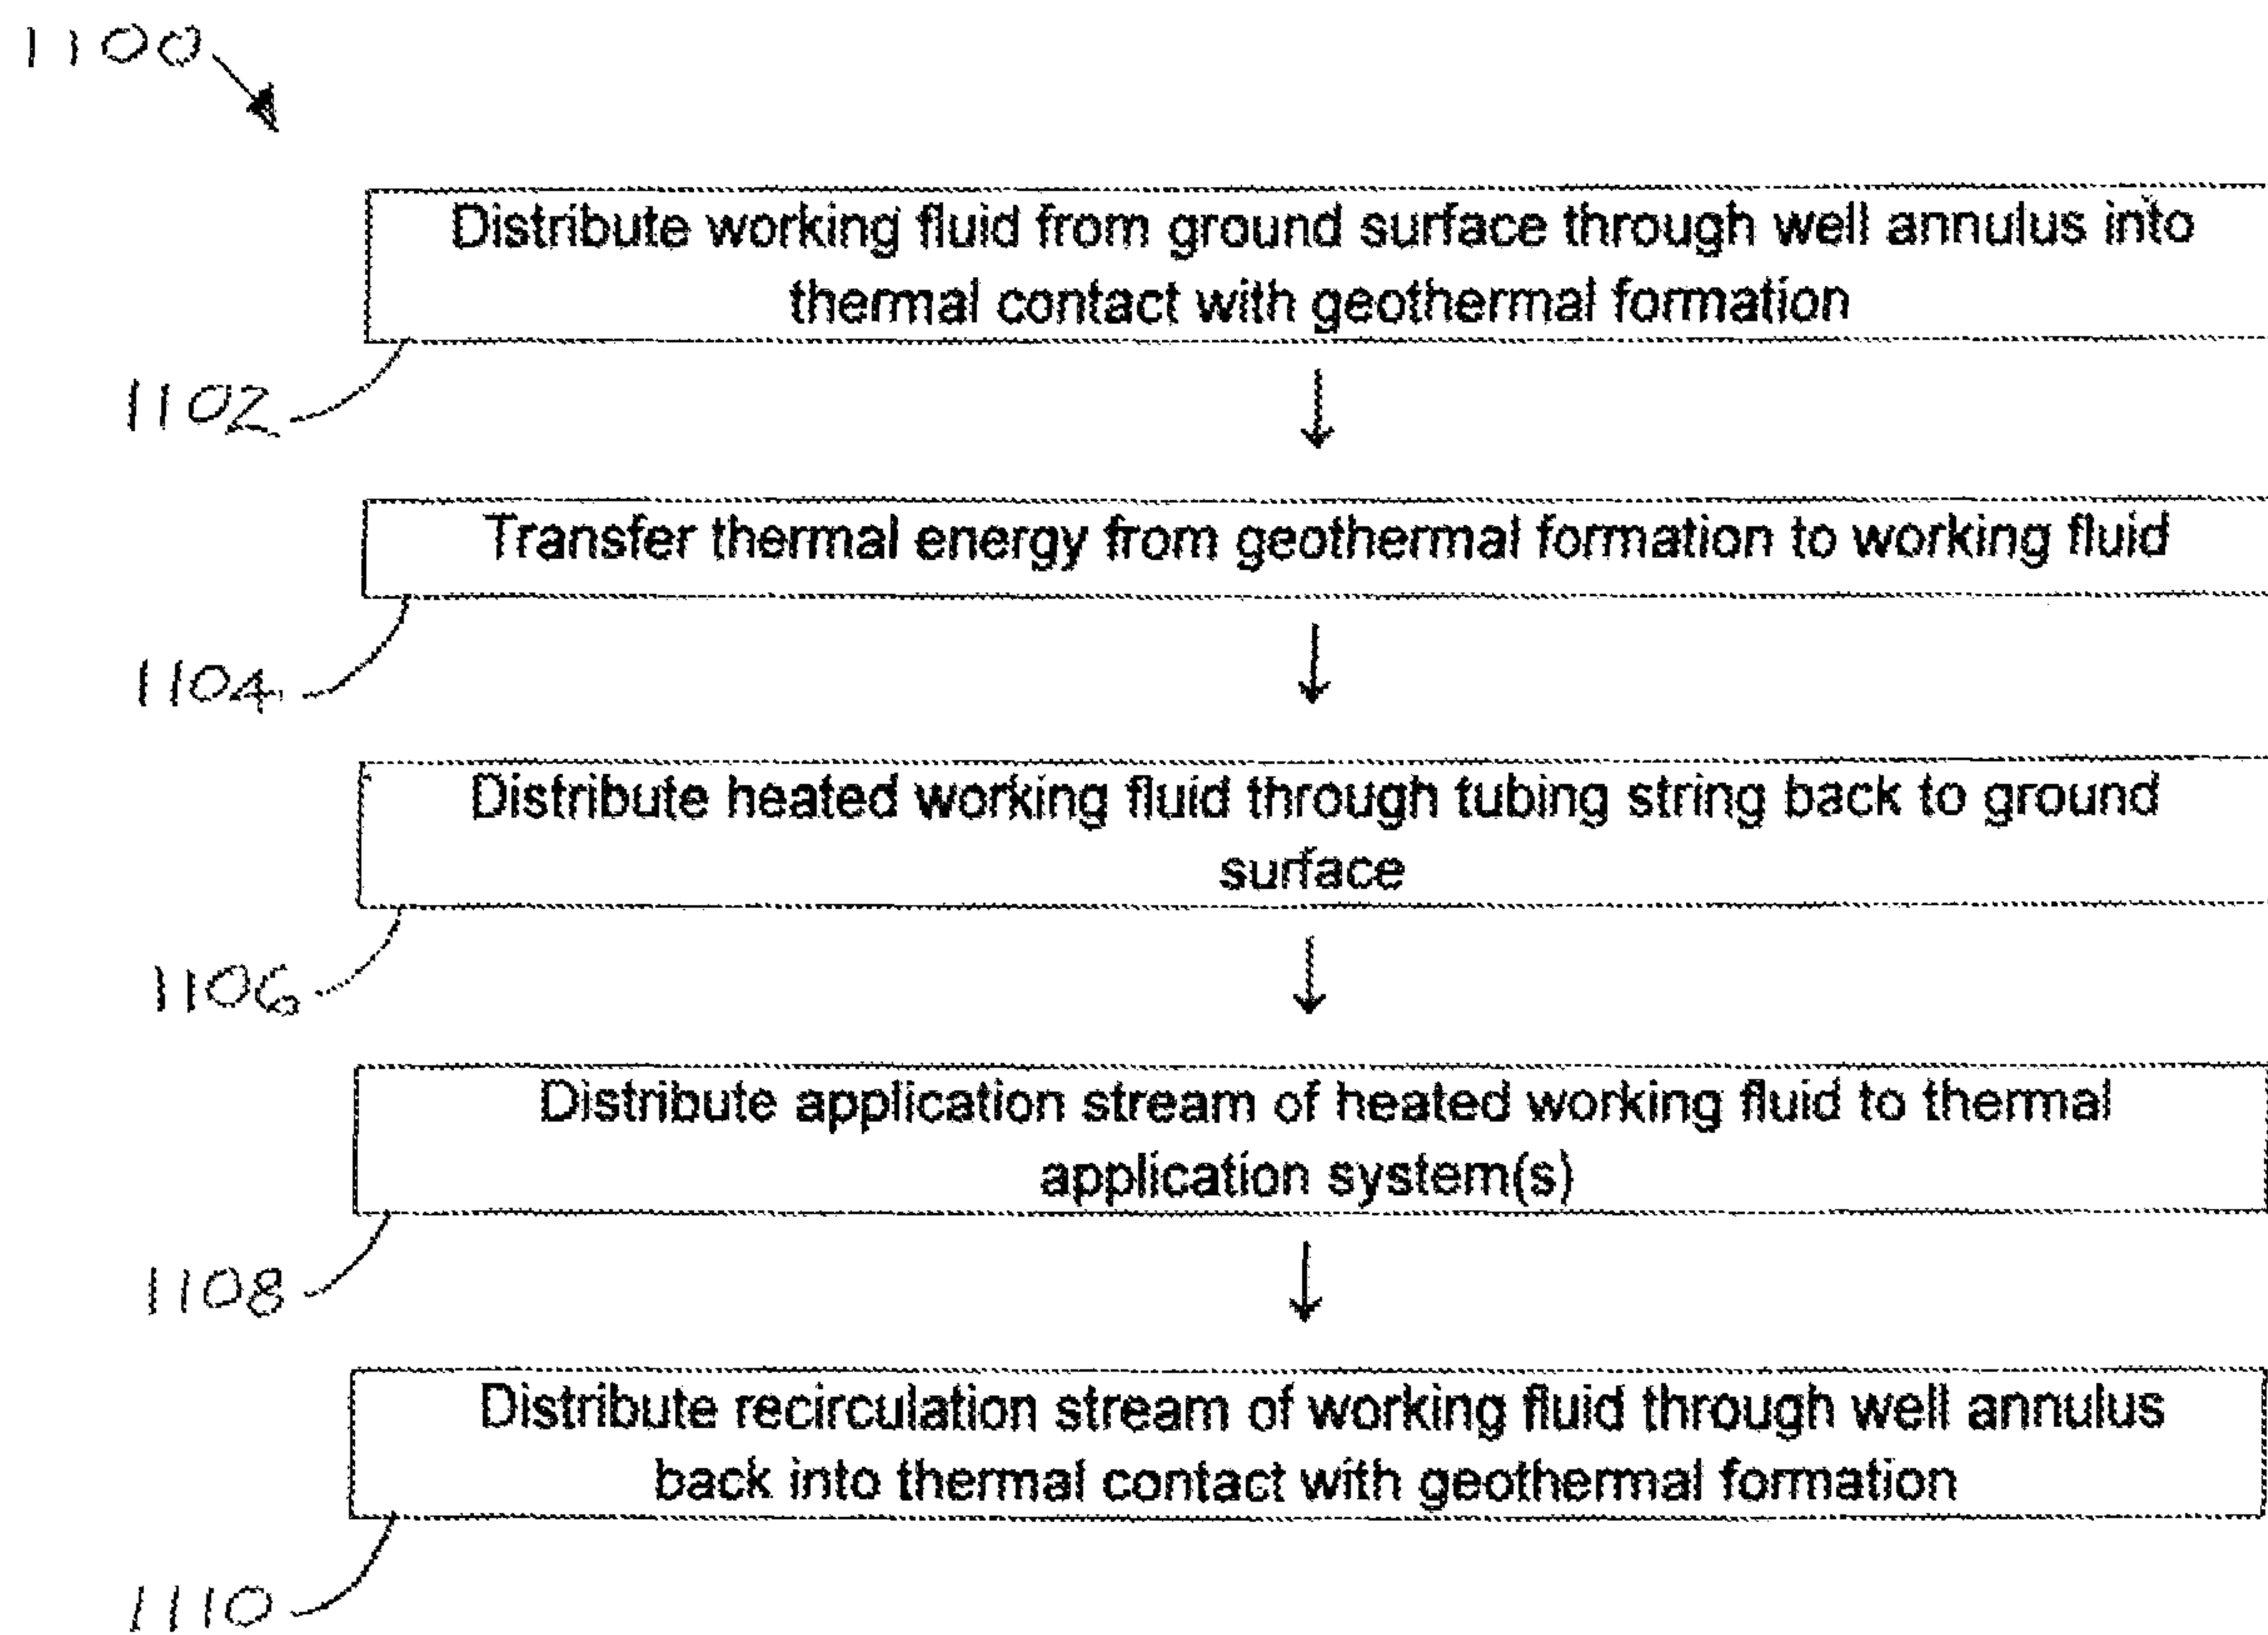 1100
Distribute working fluid from ground surface through well annulus into
thermal contact with geothermal formation
1102
Transfer thermal energy from geothermal formation to working fluid
1104
Distribute heated working fluid through tubing string back to ground
surface
1106
Distribute application stream of heated working fluid to thermal
application system(s)
1108
Distribute recirculation stream of working fluid through well annulus
back into thermal contact with geothermal formation
1110